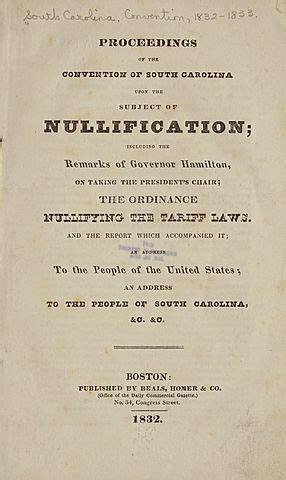 South Carolina. Convention, 1832-1833.
PROCEEDINGS
OF THE
CONVENTION OF SOUTH CAROLINA
UPON THE
SUBJECT OF
NULLIFICATION;
INCLUDING THE
Remarks of Governor Hamilton,
ON TAKING THE PRESIDENT'S CHAIR;
THE ORDINANCE
NULLIFYING THE TARIFF LAWS.
AND THE REPORT WHICH ACCOMPANIED IT;
AN ADDRESS
To the People of the United States;
AN ADDRESS
TO THE PEOPLE OF SOUTH CAROLINA,
&C. &C.
BOSTON:
PUBLISHED BY BEALS, HOMER & CO.
(Office of the Daily Commercial Gazette.)
No. 34, Congress Street.
1832.